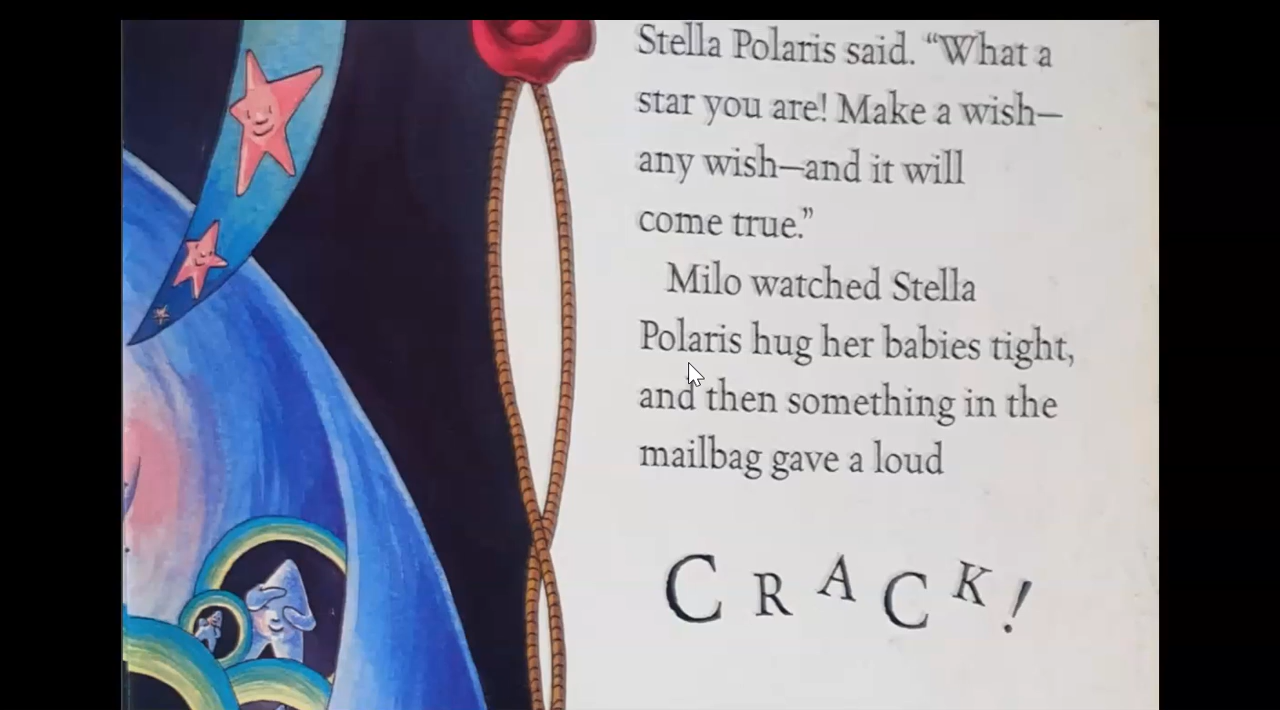 Stella Polaris said. “What a
star you are! Make a wish—
any wish—and it will
come true.”
Milo watched Stella
Polaris hug her babies tight,
and then something in the
mailbag gave a loud
CRACK!